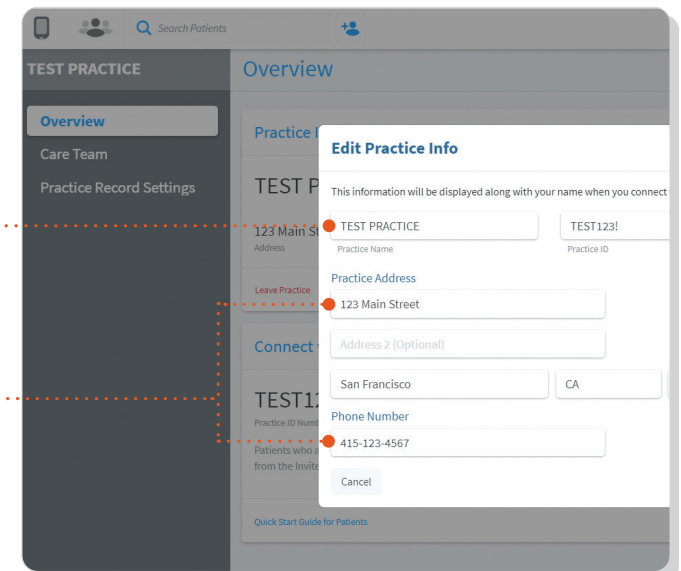 Search Patients
TEST PRACTICE
Overview
Overview
Care Team
Practice Record Settings
Practice I
TEST P
123 Main St
Address
Leave Practice
Connect
TEST12
Practice ID Numb
Patients who a
from the Invite
Quick Start Guide for Patients
Edit Practice Info
This information will be displayed along with your name when you connect
TEST PRACTICE
TEST123!
Practice Name
Practice ID
Practice Address
123 Main Street
Address 2 (Optional)
San Francisco
CA
Phone Number
415-123-4567
Cancel